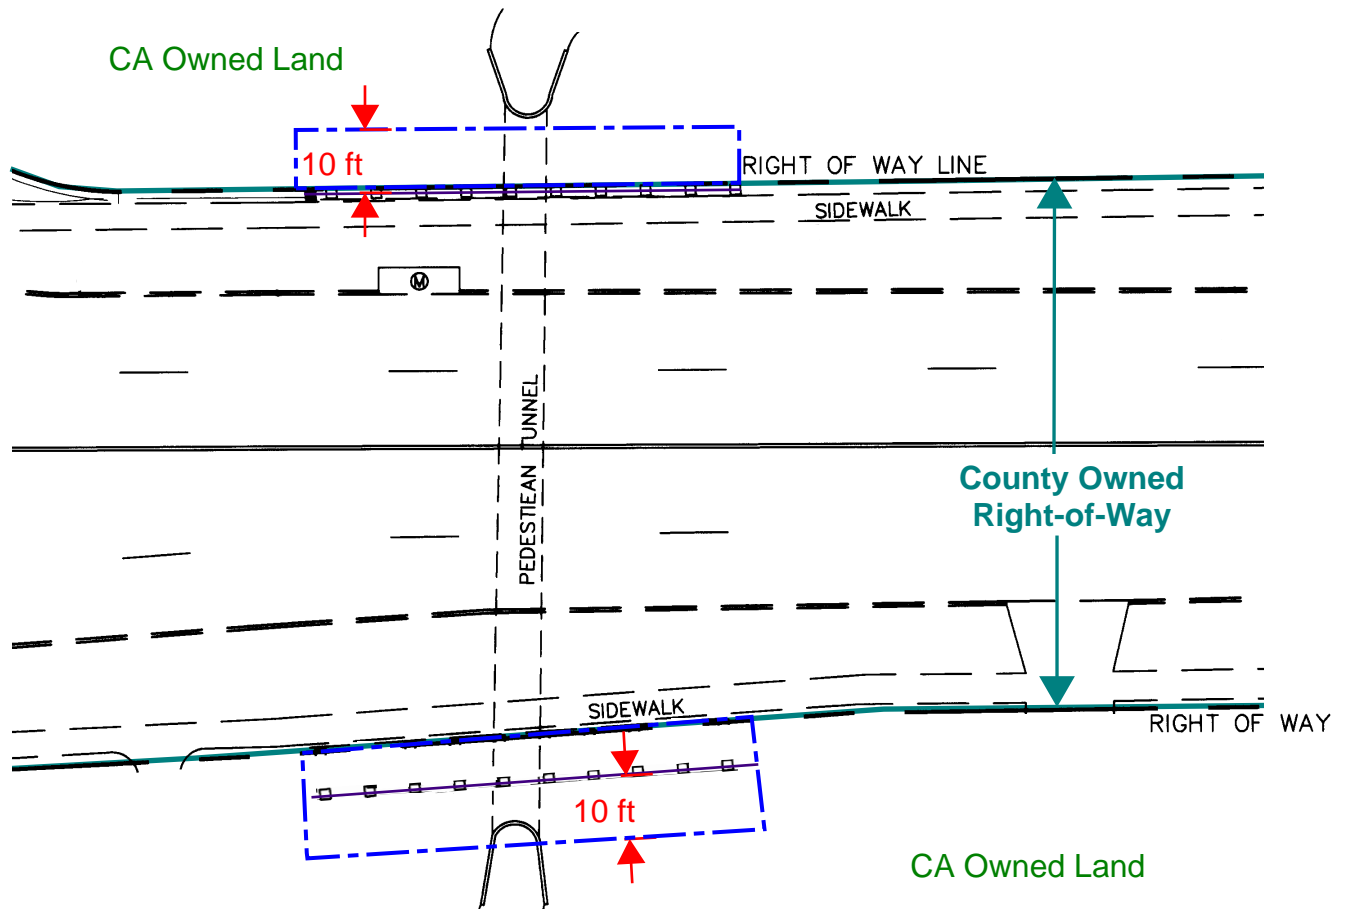 CA Owned Land
10 ft
RIGHT OF WAY LINE
SIDEWALK
M
PEDESTIEAN TUNNEL
County Owned
Right-of-Way
SIDEWALK
RIGHT OF WAY
10 ft
CA Owned Land